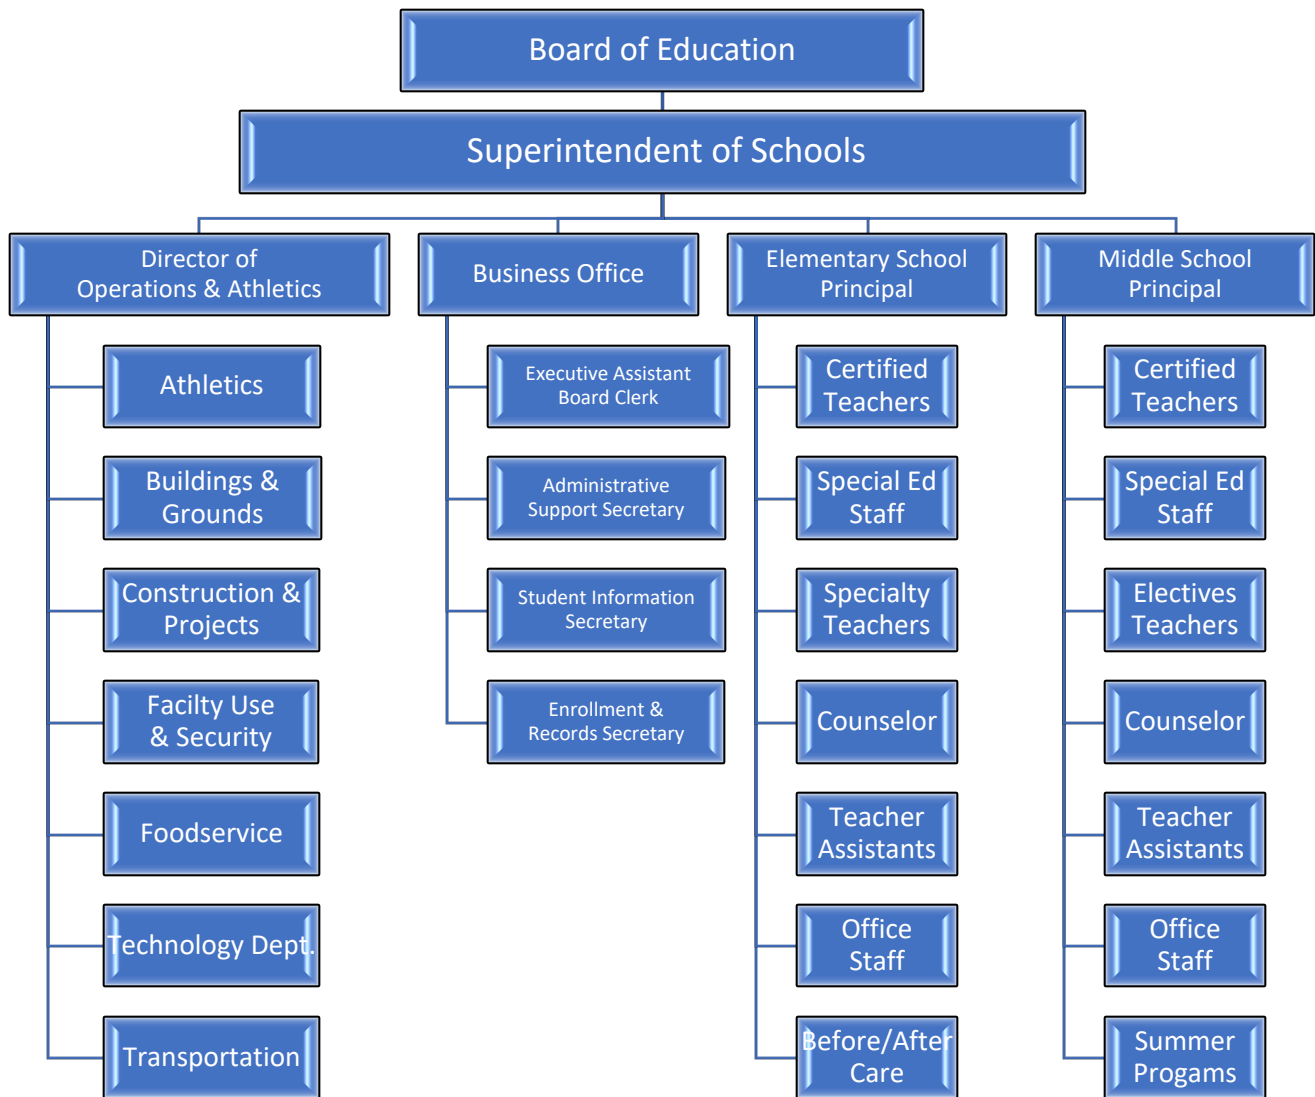 Board of Education
Superintendent of Schools
Director of
Operations & Athletics
Athletics
Buildings &
Grounds
Construction &
Projects
Facilty Use
& Security
Foodservice
Technology Dept.
Transportation
Business Office
Executive Assistant
Board Clerk
Administrative
Support Secretary
Student Information
Secretary
Enrollment &
Records Secretary
Elementary School
Principal
Certified
Teachers
Special Ed
Staff
Specialty
Teachers
Counselor
Teacher
Assistants
Office
Staff
Before/After
Care
Middle School
Principal
Certified
Teachers
Special Ed
Staff
Electives
Teachers
Counselor
Teacher
Assistants
Office
Staff
Summer
Progams